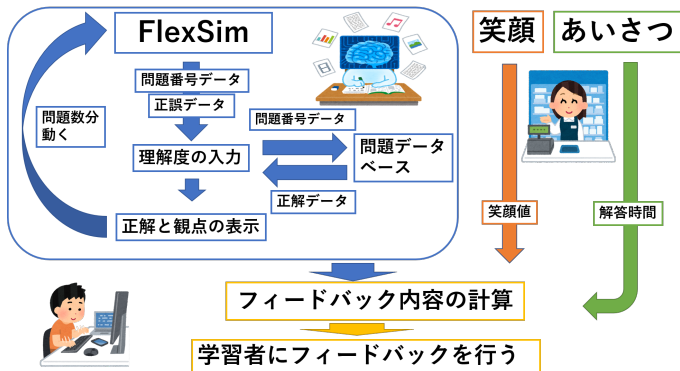 FlexSim
笑顔
あいさつ
問題番号データ
正誤データ
問題数分
動く
問題番号データ
理解度の入力
問題データ
ベース
正解データ
正解と観点の表示
笑顔値
解答時間
フィードバック内容の計算
学習者にフィードバックを行う